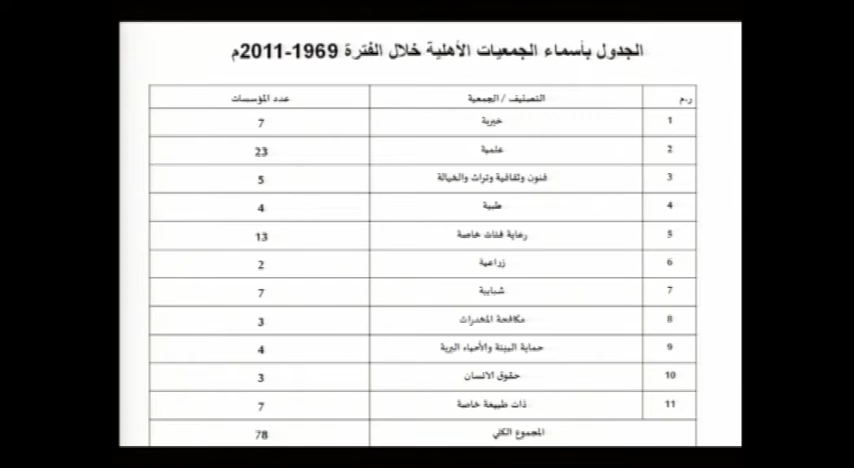 الجدول بأسماء الجمعيات الأهلية خلال الفترة 1969-2011م
ر.م التصنيف / الجمعية عدد المؤسسات
1 خيرية 7
2 علمية 23
3 فنون وثقافية وتراث والخيالة 5
4 طبية 4
5 رعاية فئات خاصة 13
6 زراعية 2
7 شبابية 7
8 مكافحة المخدرات 3
9 حماية البيئة والأحياء البرية 4
10 حقوق الانسان 3
11 ذات طبيعة خاصة 7
المجموع الكلي 78